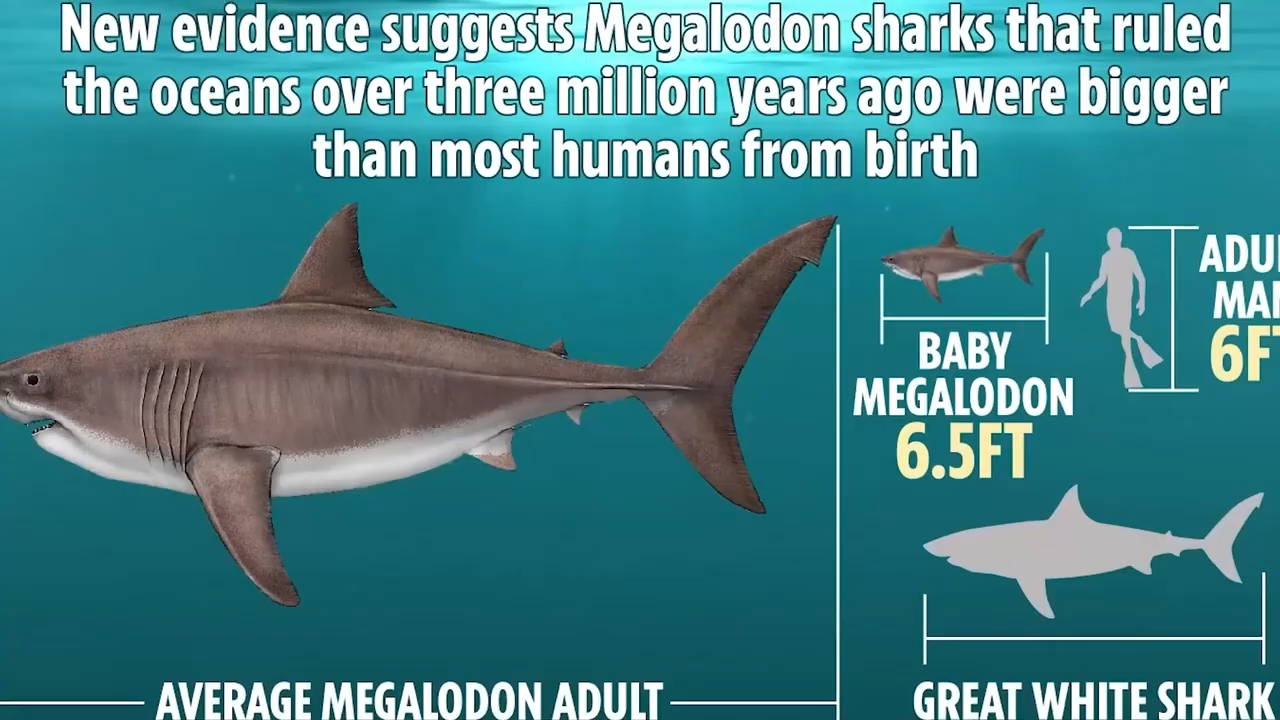 New evidence suggests Megalodon sharks that ruled
the oceans over three million years ago were bigger
than most humans from birth
BABY
MEGALODON
6.5FT
AVERAGE MEGALODON ADULT
GREAT WHITE SHARK